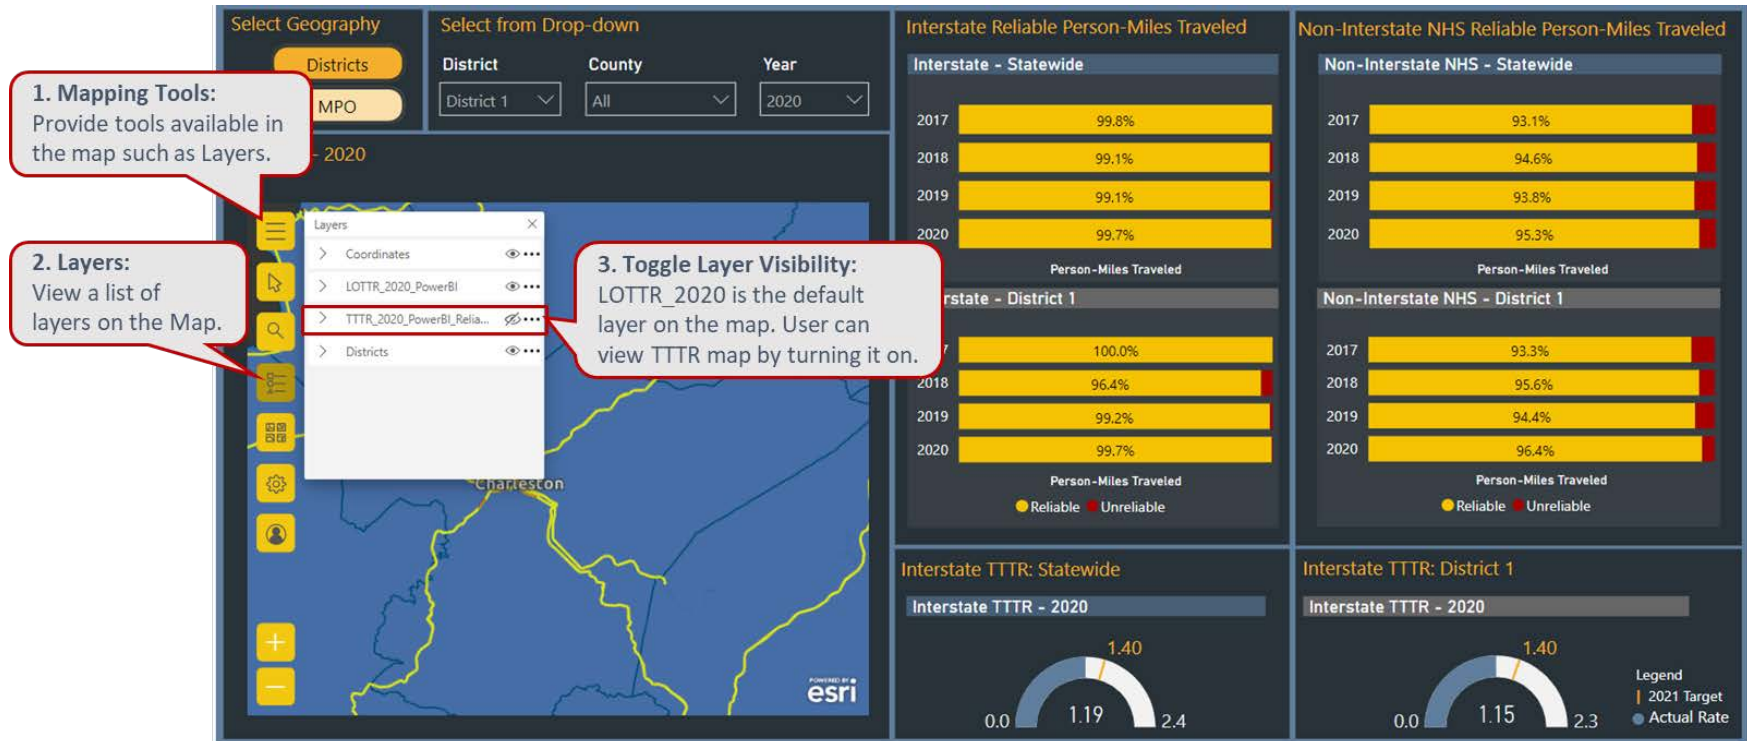 Select Geography
Districts
MPO
Select from Drop-down
District
County
Year
District 1
All
2020
1. Mapping Tools:
Provide tools available in
the map such as Layers.
- 2020
2. Layers:
View a list of
layers on the Map.
Layers
Coordinates
LOTTR_2020_PowerBI
TTTR_2020_PowerBI_Relia...
Districts
3. Toggle Layer Visibility:
LOTTR_2020 is the default
layer on the map. User can
view TTTR map by turning it on.
Charleston
POWERED BY
esri
Interstate Reliable Person-Miles Traveled
Interstate - Statewide
2017 99.8%
2018 99.1%
2019 99.1%
2020 99.7%
Person-Miles Traveled
rstate - District 1
7 100.0%
2018 96.4%
2019 99.2%
2020 99.7%
Person-Miles Traveled
Reliable Unreliable
Non-Interstate NHS Reliable Person-Miles Traveled
Non-Interstate NHS - Statewide
2017 93.1%
2018 94.6%
2019 93.8%
2020 95.3%
Person-Miles Traveled
Non-Interstate NHS - District 1
2017 93.3%
2018 95.6%
2019 94.4%
2020 96.4%
Person-Miles Traveled
Reliable Unreliable
Interstate TTTR: Statewide
Interstate TTTR - 2020
1.40
0.0 1.19 2.4
Interstate TTTR: District 1
Interstate TTTR - 2020
1.40
0.0 1.15 2.3
Legend
2021 Target
Actual Rate